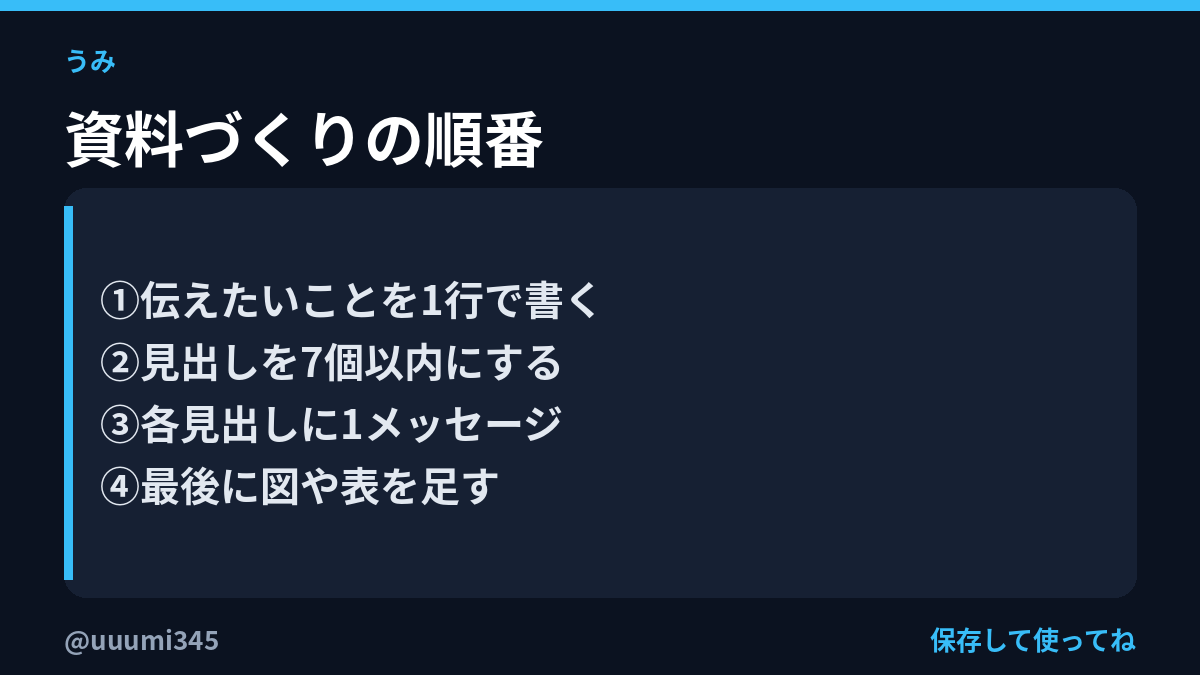 うみ
資料づくりの順番
①伝えたいことを1行で書く
②見出しを7個以内にする
③各見出しに1メッセージ
④最後に図や表を足す
@uuumi345
保存して使ってね